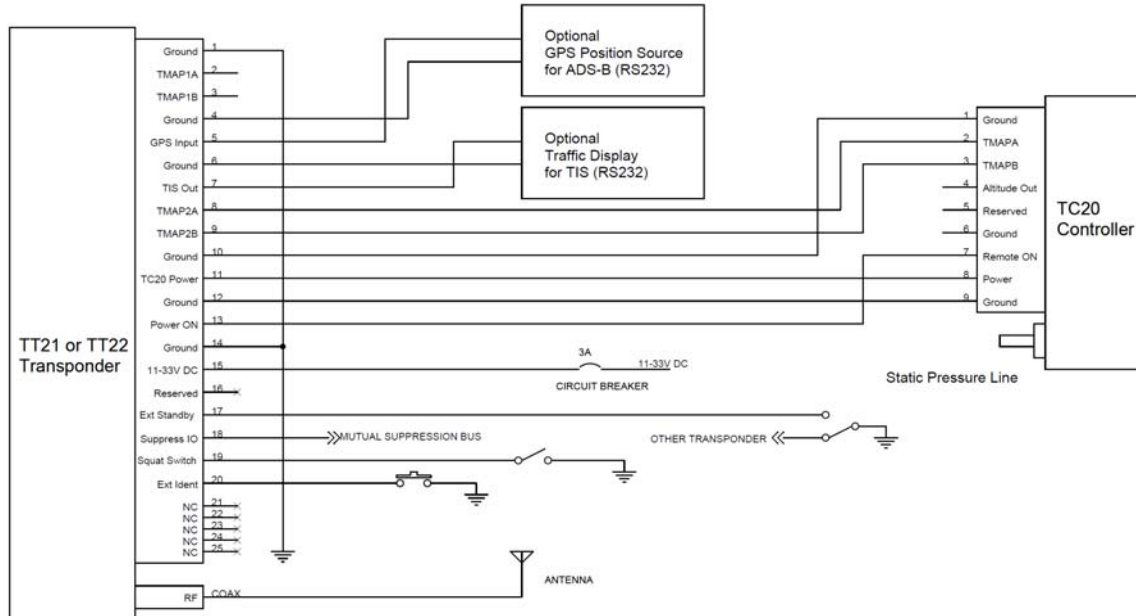 TT21 or TT22
Transponder
Ground 1
TMAP1A 2
TMAP1B 3
Ground 4
GPS Input 5
Ground 6
TIS Out 7
TMAP2A 8
TMAP2B 9
Ground 10
TC20 Power 11
Ground 12
Power ON 13
Ground 14
11-33V DC 15
Reserved 16
Ext Standby 17
Suppress IO 18
Squat Switch 19
Ext Ident 20
NC 21
NC 22
NC 23
NC 24
NC 25
RF COAX
Optional
GPS Position Source
for ADS-B (RS232)
Optional
Traffic Display
for TIS (RS232)
3A
11-33V DC
CIRCUIT BREAKER
MUTUAL SUPPRESSION BUS
OTHER TRANSPONDER
ANTENNA
1 Ground
2 TMAPA
3 TMAPB
4 Altitude Out
5 Reserved
6 Ground
7 Remote ON
8 Power
9 Ground
TC20
Controller
Static Pressure Line